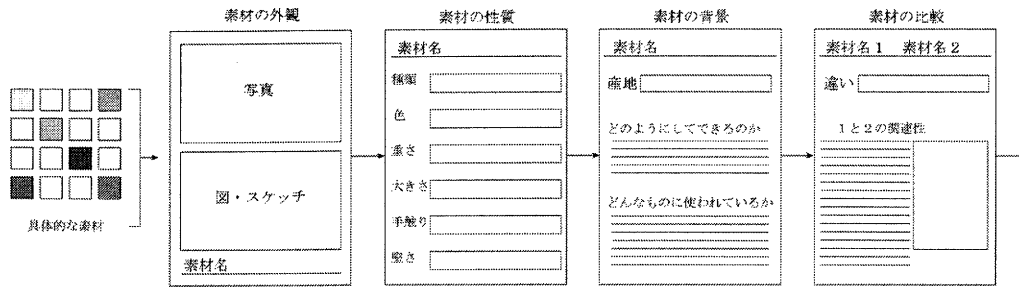 素材の外観
写真
図・スケッチ
素材名
具体的な素材
素材の性質
素材名
種類
色
重さ
大きさ
手触り
堅さ
素材の背景
素材名
産地
どのようにしてできるのか
どんなものに使われているか
素材の比較
素材名1 素材名2
違い
1と2の関連性